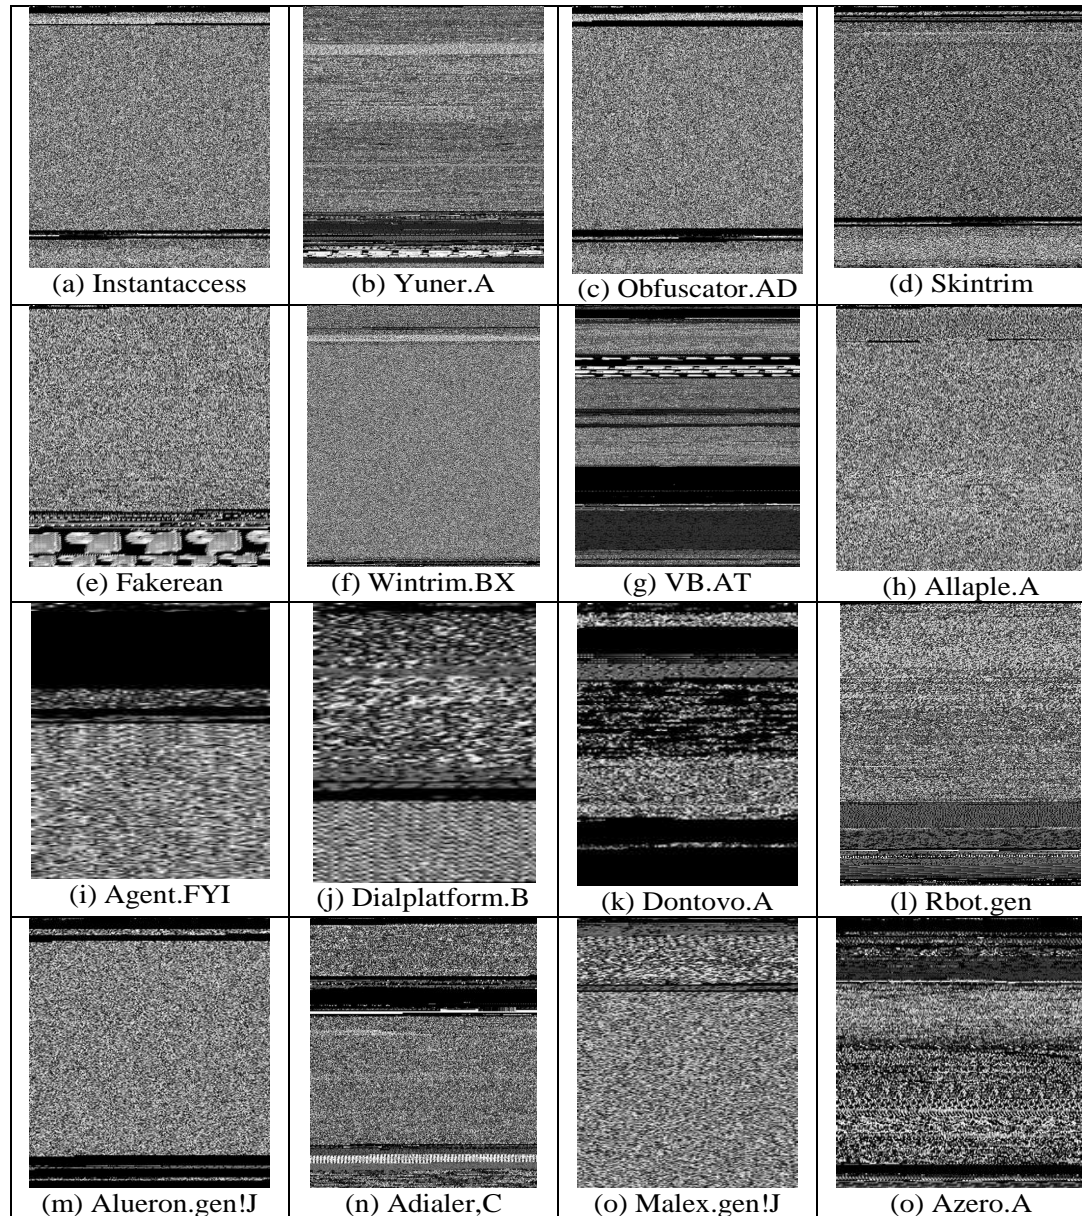 (a) Instantaccess
(b) Yuner.A
(c) Obfuscator.AD
(d) Skintrim
(e) Fakerean
(f) Wintrim.BX
(g) VB.AT
(h) Allaple.A
(i) Agent.FYI
(j) Dialplatform.B
(k) Dontovo.A
(l) Rbot.gen
(m) Alueron.gen!J
(n) Adialer,C
(o) Malex.gen!J
(o) Azero.A